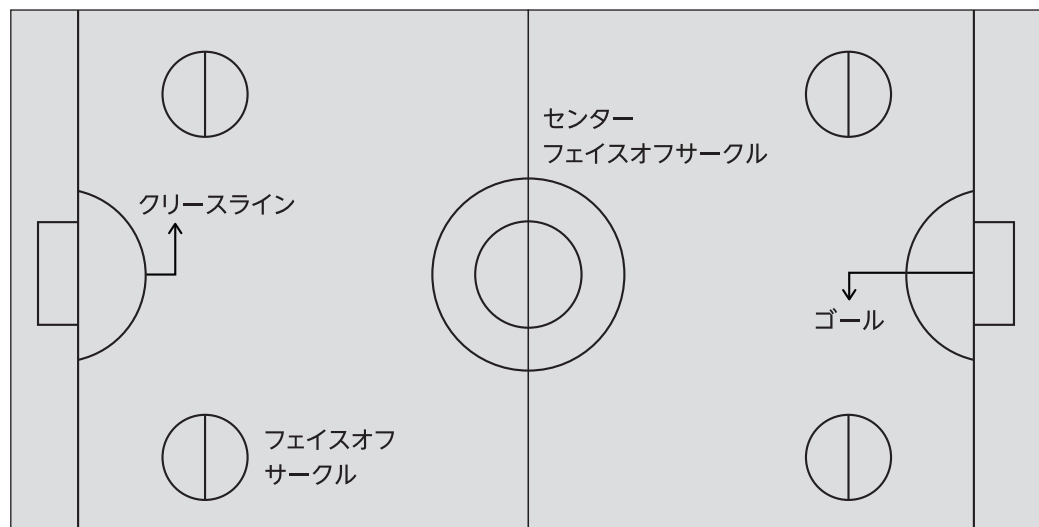 センター
フェイスオフサークル
クリースライン
ゴール
フェイスオフ
サークル